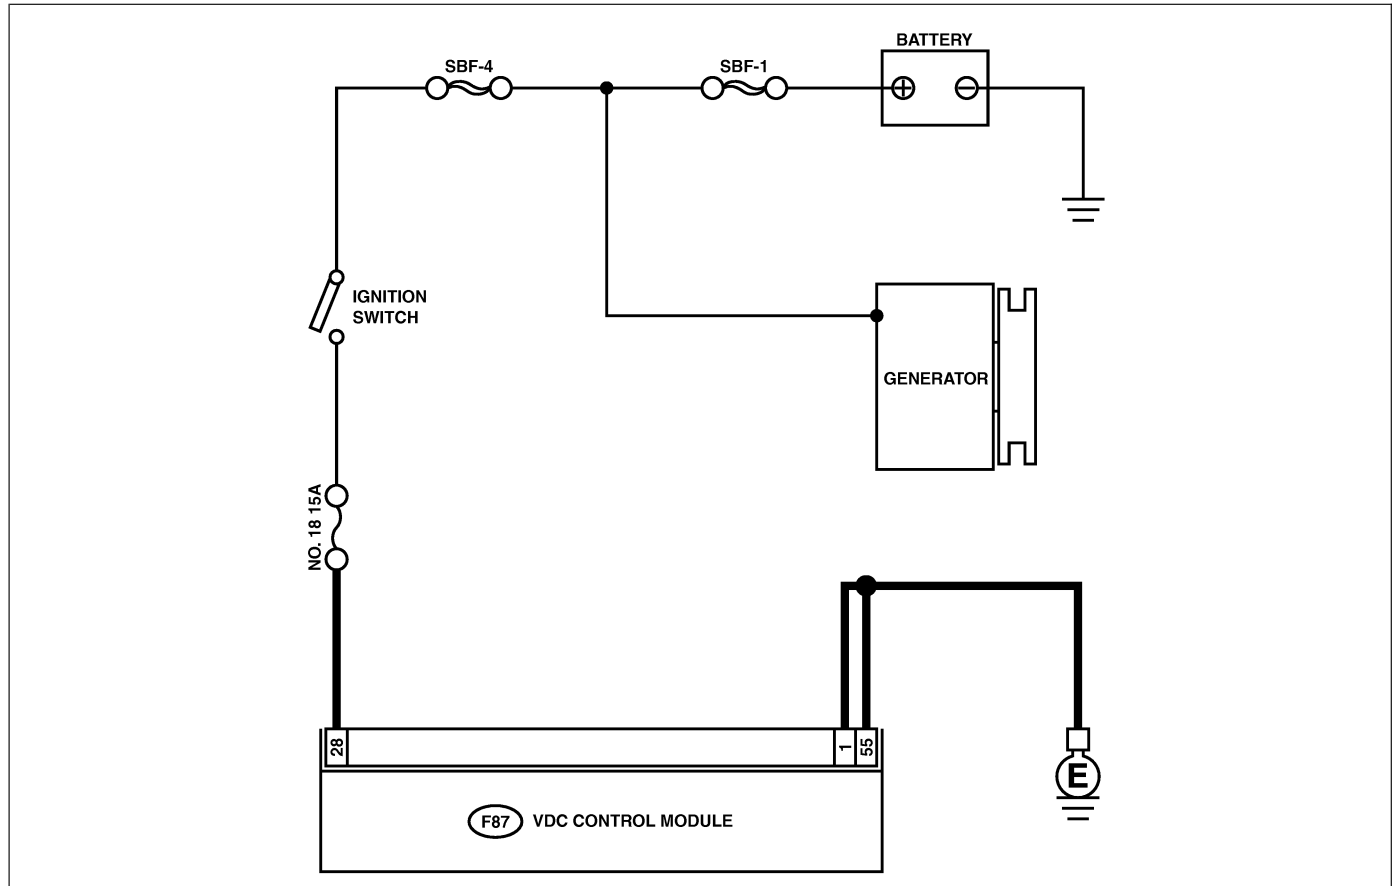 BATTERY
SBF-4
SBF-1
IGNITION
SWITCH
GENERATOR
NO. 18 15A
28
1
55
E
F87
VDC CONTROL MODULE